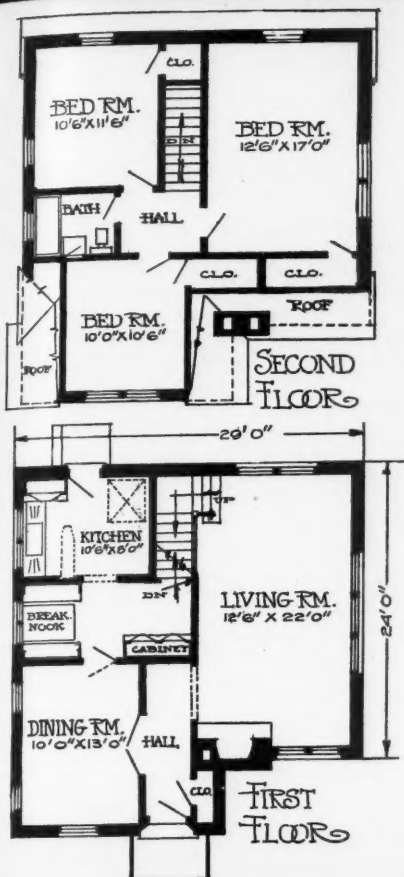 CLO.
BED RM.
10'6"X11'6"
BED RM.
12'6"X17'0"
DN
BATH
HALL
CLO.
CLO.
BED RM.
10'0"X10'6"
ROOF
ROOF
SECOND
FLOOR
29'0"
UP
KITCHEN
10'6"X8'0"
DN
LIVING RM.
12'6" X 22'0"
24'0"
BREAK.
NOOK
CABINET
DINING RM.
10'0"X13'0"
HALL
CLO.
FIRST
FLOOR